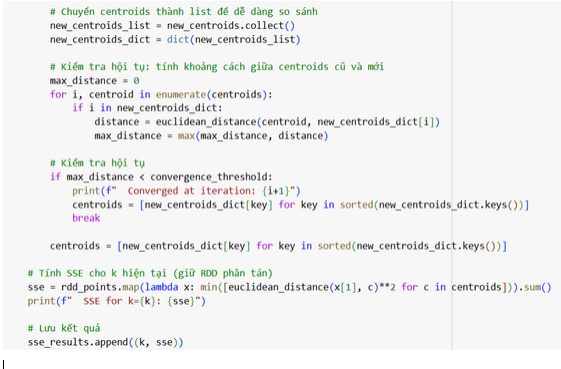 # Chuyển centroids thành list để dễ dàng so sánh
new_centroids_list = new_centroids.collect()
new_centroids_dict = dict(new_centroids_list)
# Kiểm tra hội tụ: tính khoảng cách giữa centroids cũ và mới
max_distance = 0
for i, centroid in enumerate(centroids):
if i in new_centroids_dict:
distance = euclidean_distance(centroid, new_centroids_dict[i])
max_distance = max(max_distance, distance)
# Kiểm tra hội tụ
if max_distance < convergence_threshold:
print(f"  Converged at iteration: {i+1}")
centroids = [new_centroids_dict[key] for key in sorted(new_centroids_dict.keys())]
break
centroids = [new_centroids_dict[key] for key in sorted(new_centroids_dict.keys())]
# Tính SSE cho k hiện tại (giữ RDD phân tán)
sse = rdd_points.map(lambda x: min([euclidean_distance(x[1], c)**2 for c in centroids])).sum()
print(f"  SSE for k={k}: {sse}")
# Lưu kết quả
sse_results.append((k, sse))